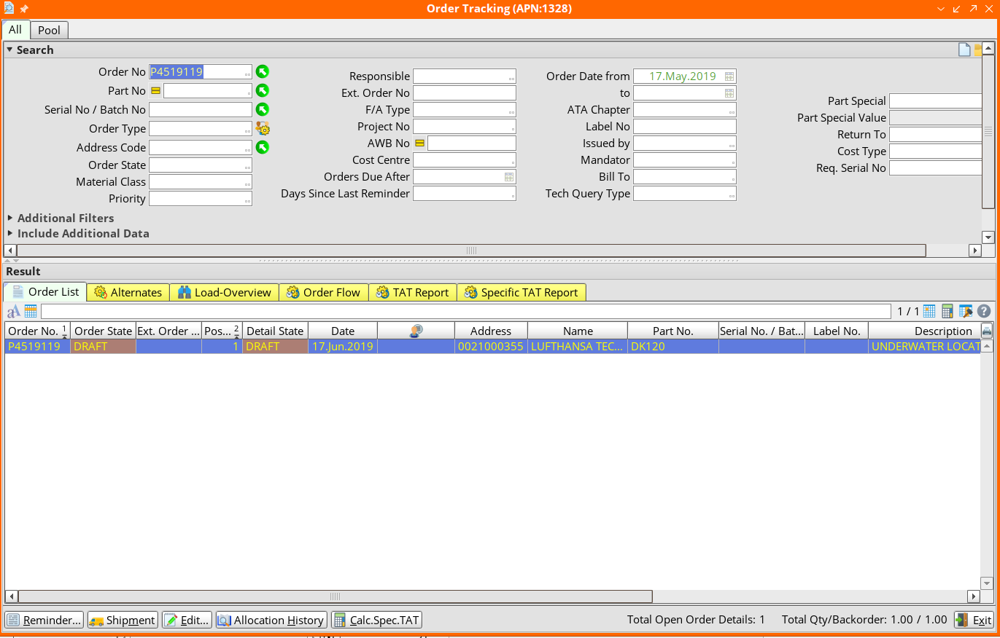 Order Tracking (APN:1328)
All Pool
Search
Order No P4519119
Part No
Serial No / Batch No
Order Type
Address Code
Order State
Material Class
Priority
Responsible
Ext. Order No
F/A Type
Project No
AWB No
Cost Centre
Orders Due After
Days Since Last Reminder
Order Date from 17.May.2019
to
ATA Chapter
Label No
Issued by
Mandator
Bill To
Tech Query Type
Part Special
Part Special Value
Return To
Cost Type
Req. Serial No
Additional Filters
Include Additional Data
Result
Order List Alternates Load-Overview Order Flow TAT Report Specific TAT Report
1 / 1
Order No. 1 Order State Ext. Order ... Pos... 2 Detail State Date Address Name Part No. Serial No. / Bat... Label No. Description
P4519119 DRAFT 1 DRAFT 17.Jun.2019 0021000355 LUFTHANSA TEC... DK120 UNDERWATER LOCAT
Reminder... Shipment Edit... Allocation History Calc.Spec.TAT Total Open Order Details: 1 Total Qty/Backorder: 1.00 / 1.00 Exit